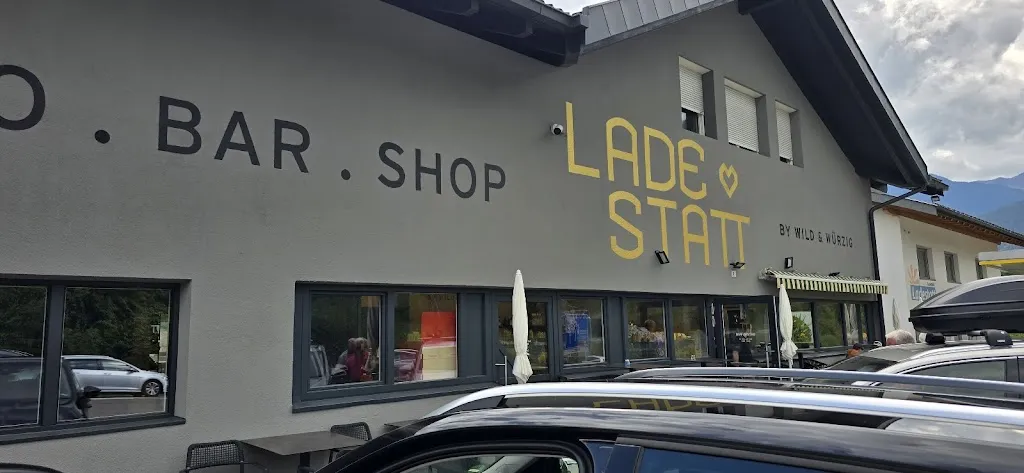 O . BAR . SHOP
LADE
STATT
BY WILD & WÜRZIG